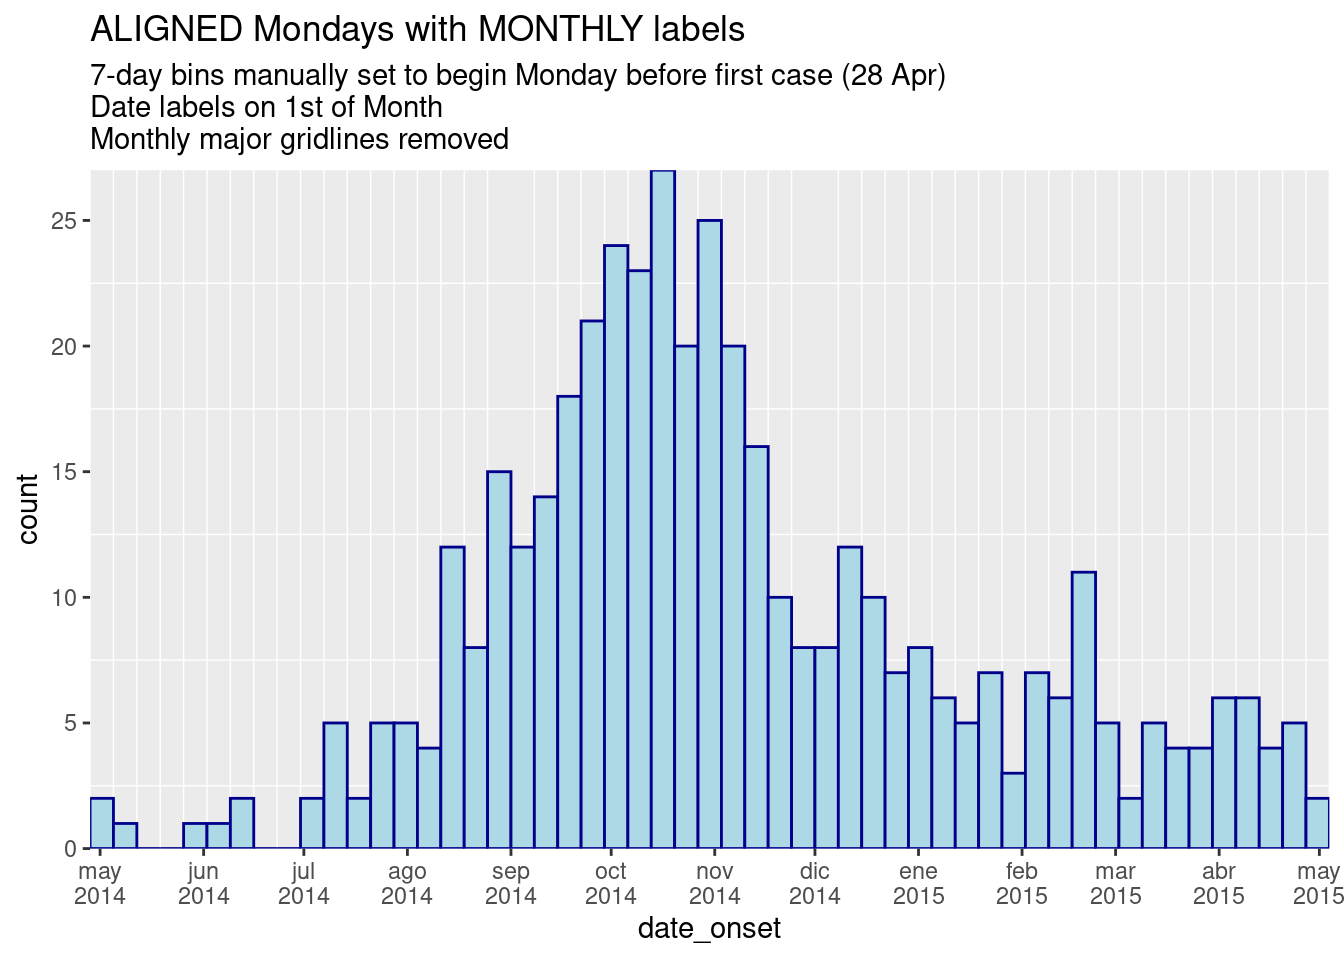 ALIGNED Mondays with MONTHLY labels
7-day bins manually set to begin Monday before first case (28 Apr)
Date labels on 1st of Month
Monthly major gridlines removed
25
20
15
10
5
0
count
may jun jul ago sep oct nov dic ene feb mar abr may
2014 2014 2014 2014 2014 2014 2014 2014 2015 2015 2015 2015 2015
date_onset